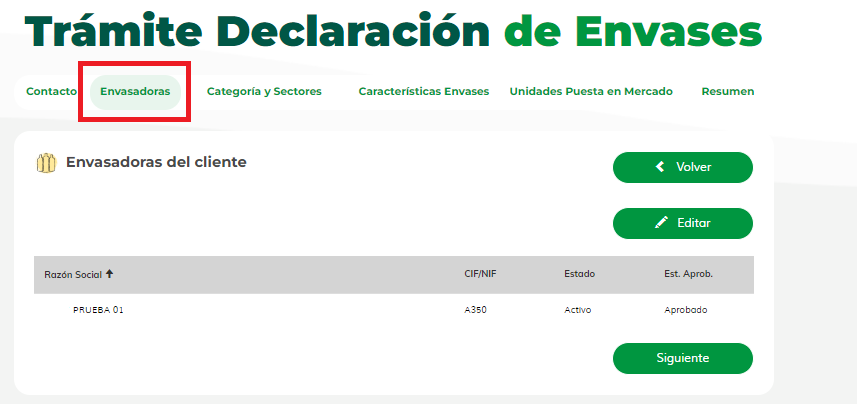 Trámite Declaración de Envases
Contacto Envasadoras Categoría y Sectores Características Envases Unidades Puesta en Mercado Resumen
Envasadoras del cliente
Volver
Editar
Razón Social CIF/NIF Estado Est. Aprob.
PRUEBA 01 A350 Activo Aprobado
Siguiente